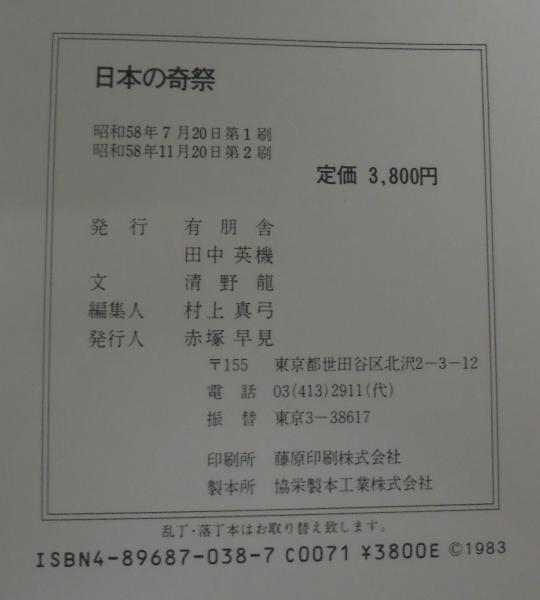 日本の奇祭
昭和58年7月20日第1刷
昭和58年11月20日第2刷
定価 3,800円
発行 有朋舎
田中英機
文 清野龍
編集人 村上真弓
発行人 赤塚早見
〒155 東京都世田谷区北沢2-3-12
電話 03(413)2911(代)
振替 東京3-38617
印刷所 藤原印刷株式会社
製本所 協栄製本工業株式会社
乱丁・落丁本はお取り替え致します。
ISBN4-89687-038-7 C0071 ¥3800E ©1983